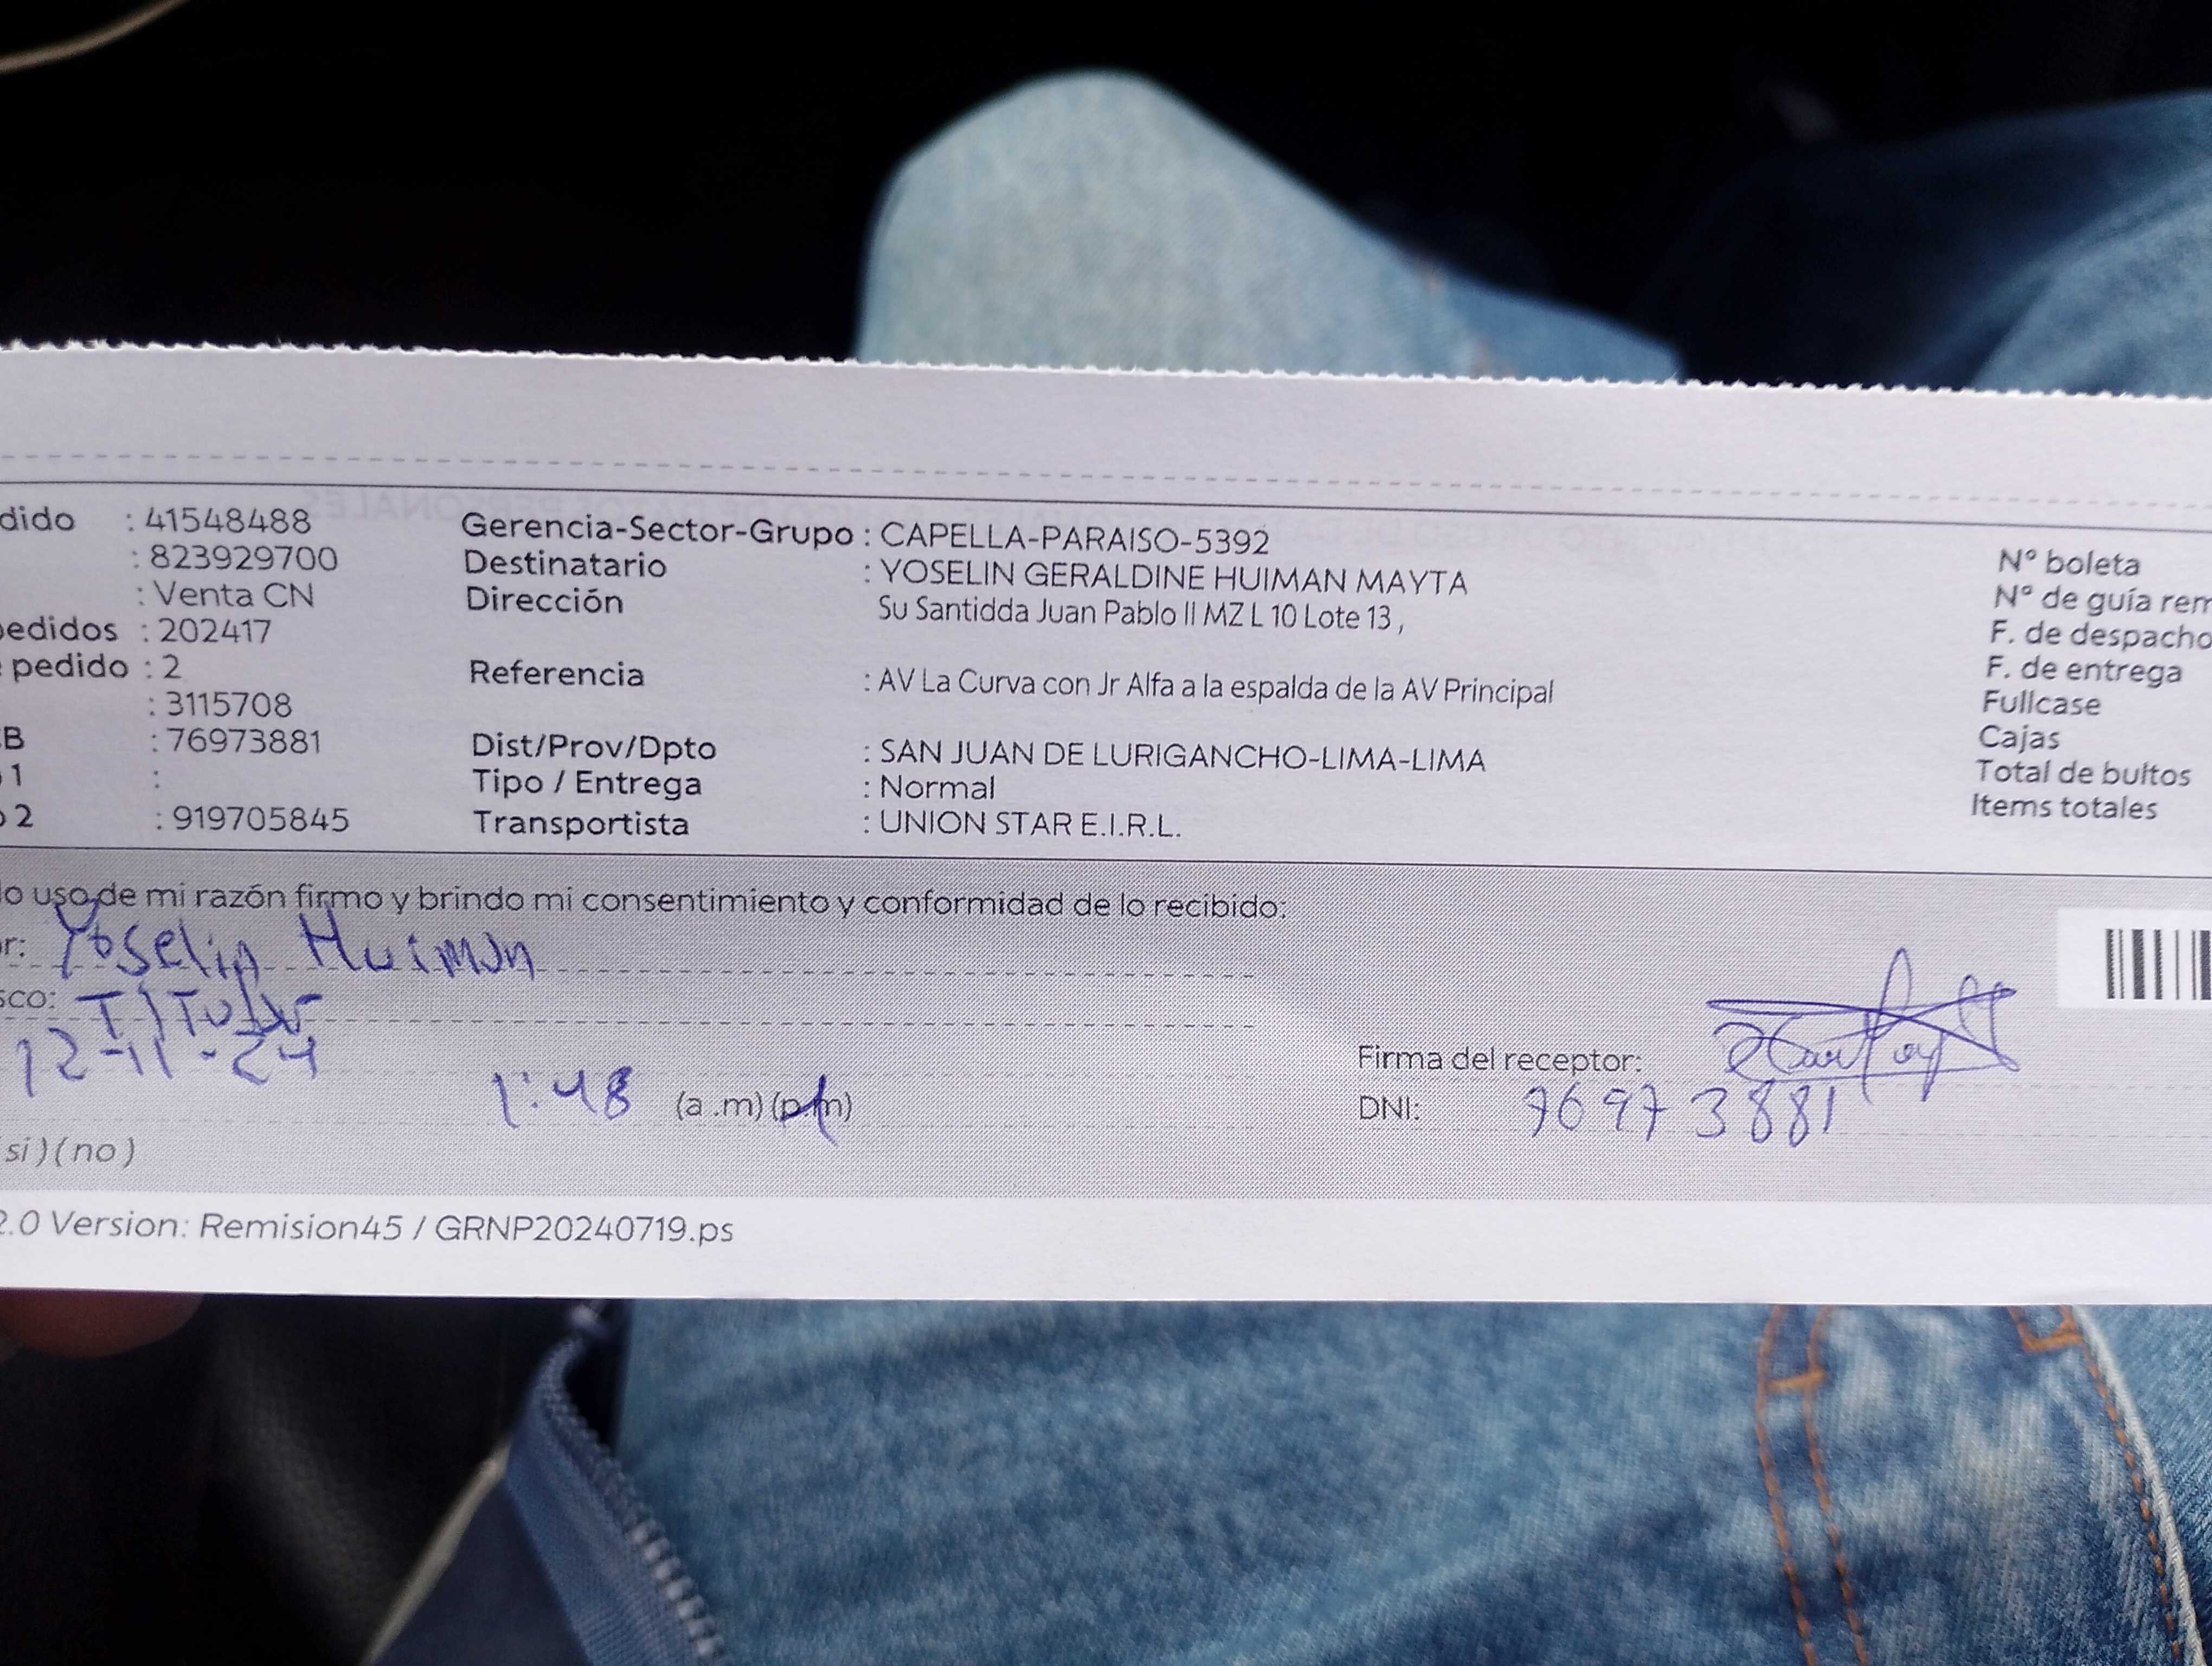 dido : 41548488 Gerencia-Sector-Grupo : CAPELLA-PARAISO-5392
: 823929700 Destinatario : YOSELIN GERALDINE HUIMAN MAYTA Nº boleta
: Venta CN Dirección Su Santidda Juan Pablo II MZ L 10 Lote 13 , Nº de guía rem
pedidos : 202417 F. de despacho
pedido : 2 Referencia : AV La Curva con Jr Alfa a la espalda de la AV Principal F. de entrega
: 3115708 Fullcase
B : 76973881 Dist/Prov/Dpto : SAN JUAN DE LURIGANCHO-LIMA-LIMA Cajas
1 : Tipo / Entrega : Normal Total de bultos
2 : 919705845 Transportista : UNION STAR E.I.R.L. Items totales
lo uso de mi razón firmo y brindo mi consentimiento y conformidad de lo recibido:
r: Yoselin Huiman
sco: Titular
12-11-24
1:48 (a .m) (p.m) Firma del receptor:
DNI: 76973881
si ) ( no )
2.0 Version: Remision45 / GRNP20240719.ps